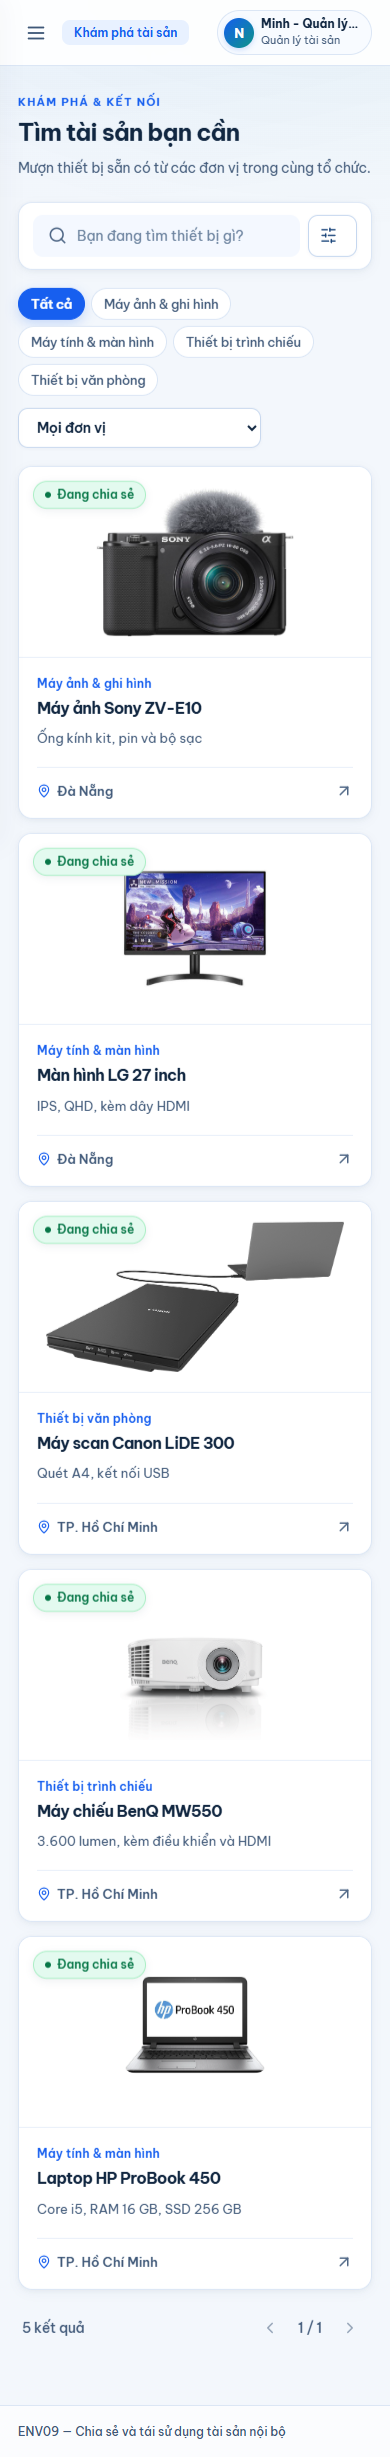 Khám phá tài sản
N
Minh - Quản lý...
Quản lý tài sản
KHÁM PHÁ & KẾT NỐI
Tìm tài sản bạn cần
Mượn thiết bị sẵn có từ các đơn vị trong cùng tổ chức.
Bạn đang tìm thiết bị gì?
Tất cả
Máy ảnh & ghi hình
Máy tính & màn hình
Thiết bị trình chiếu
Thiết bị văn phòng
Mọi đơn vị
Đang chia sẻ
SONY
α
Máy ảnh & ghi hình
Máy ảnh Sony ZV-E10
Ống kính kit, pin và bộ sạc
Đà Nẵng
Đang chia sẻ
Máy tính & màn hình
Màn hình LG 27 inch
IPS, QHD, kèm dây HDMI
Đà Nẵng
Đang chia sẻ
Canon
Thiết bị văn phòng
Máy scan Canon LiDE 300
Quét A4, kết nối USB
TP. Hồ Chí Minh
Đang chia sẻ
BenQ
Thiết bị trình chiếu
Máy chiếu BenQ MW550
3.600 lumen, kèm điều khiển và HDMI
TP. Hồ Chí Minh
Đang chia sẻ
hp ProBook 450
Máy tính & màn hình
Laptop HP ProBook 450
Core i5, RAM 16 GB, SSD 256 GB
TP. Hồ Chí Minh
5 kết quả
1 / 1
ENV09 — Chia sẻ và tái sử dụng tài sản nội bộ